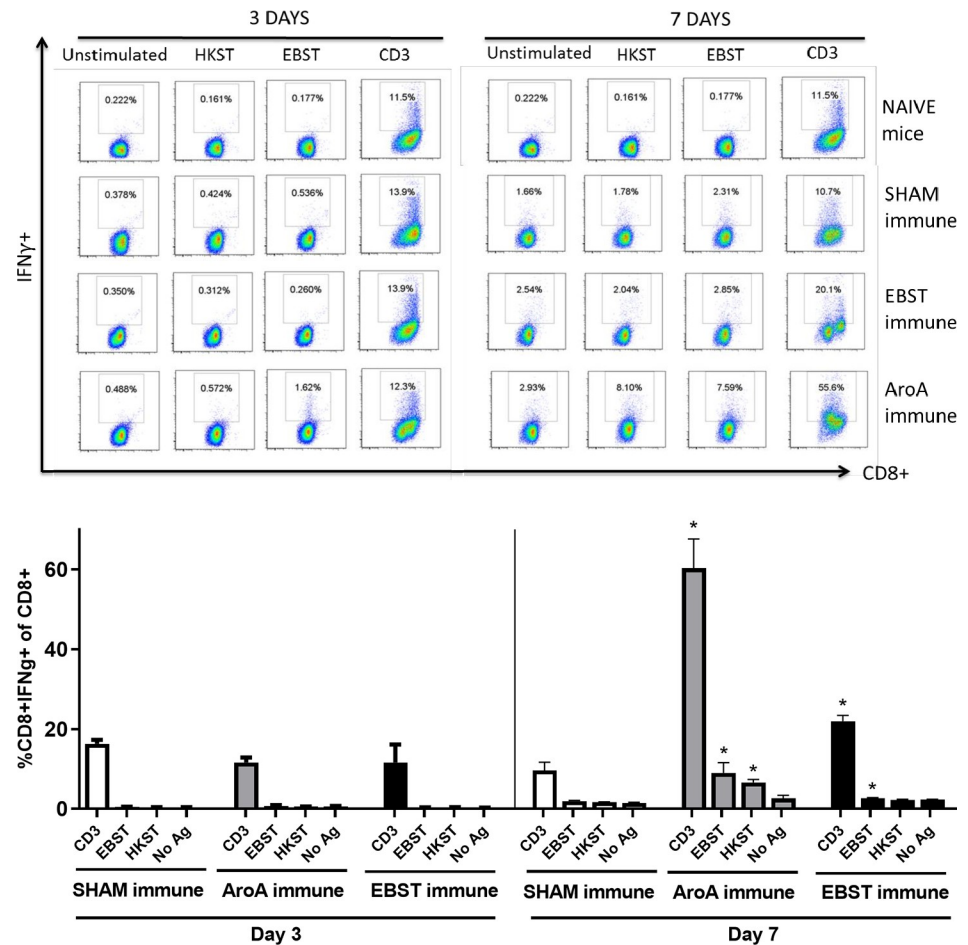 3 DAYS 7 DAYS
Unstimulated HKST EBST CD3 Unstimulated HKST EBST CD3
0.222% 0.161% 0.177% 11.5% 0.222% 0.161% 0.177% 11.5% NAIVE
mice
0.378% 0.424% 0.536% 13.9% 1.66% 1.78% 2.31% 10.7% SHAM
immune
0.350% 0.312% 0.260% 13.9% 2.54% 2.04% 2.85% 20.1% EBST
immune
0.488% 0.572% 1.62% 12.3% 2.93% 8.10% 7.59% 55.6% AroA
immune
IFNγ+
CD8+
%CD8+IFNg+ of CD8+
60
40
20
0
* * * * *
CD3 EBST HKST No Ag CD3 EBST HKST No Ag CD3 EBST HKST No Ag CD3 EBST HKST No Ag CD3 EBST HKST No Ag CD3 EBST HKST No Ag
SHAM immune AroA immune EBST immune SHAM immune AroA immune EBST immune
Day 3 Day 7